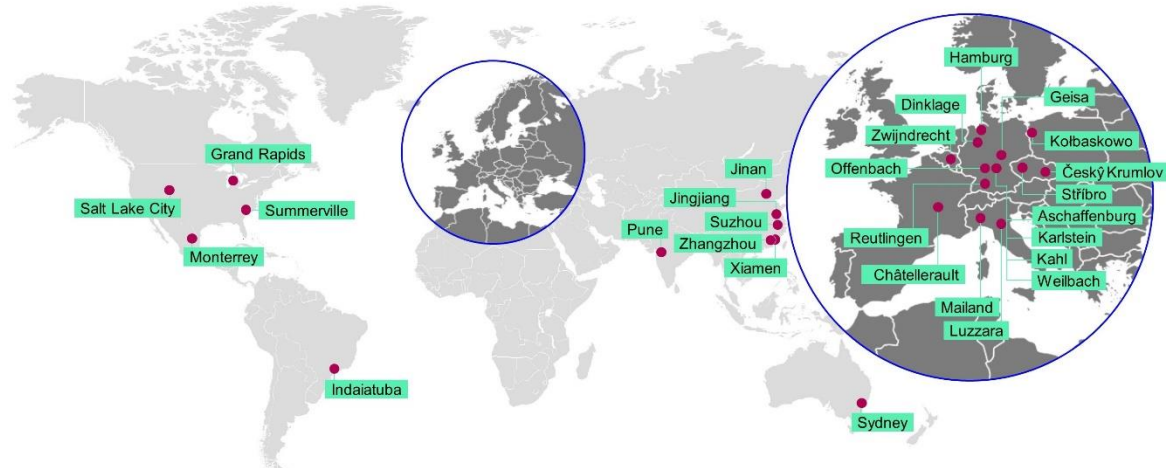 Hamburg
Dinklage
Geisa
Zwijndrecht
Kołbaskowo
Offenbach
Český Krumlov
Stříbro
Aschaffenburg
Reutlingen
Karlstein
Kahl
Châtellerault
Weilbach
Mailand
Luzzara
Grand Rapids
Salt Lake City
Summerville
Monterrey
Indaiatuba
Jinan
Jingjiang
Suzhou
Pune
Zhangzhou
Xiamen
Sydney